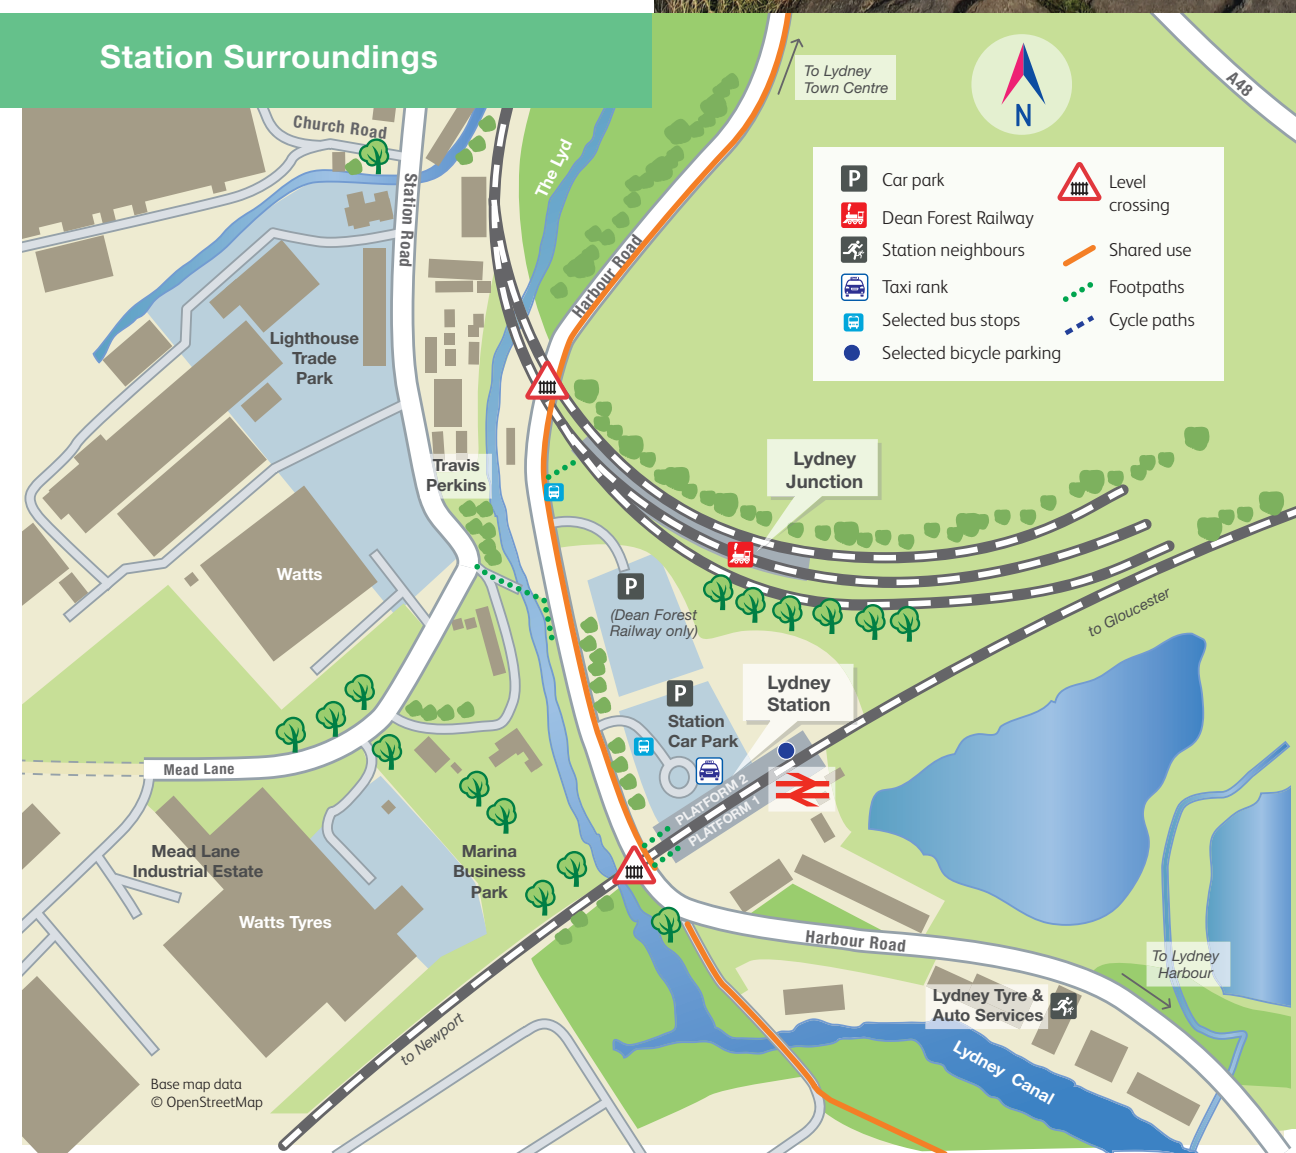 Station Surroundings
To Lydney
Town Centre
A48
N
Church Road
The Lyd
Station Road
Harbour Road
P
Car park
Dean Forest Railway
Station neighbours
Taxi rank
Selected bus stops
Selected bicycle parking
Level
crossing
Shared use
Footpaths
Cycle paths
Lighthouse
Trade
Park
Travis
Perkins
Lydney
Junction
Watts
P
(Dean Forest
Railway only)
to Gloucester
P
Station
Car Park
Lydney
Station
PLATFORM 2
PLATFORM 1
Mead Lane
Mead Lane
Industrial Estate
Marina
Business
Park
Watts Tyres
Harbour Road
To Lydney
Harbour
Lydney Tyre &
Auto Services
to Newport
Lydney Canal
Base map data
© OpenStreetMap